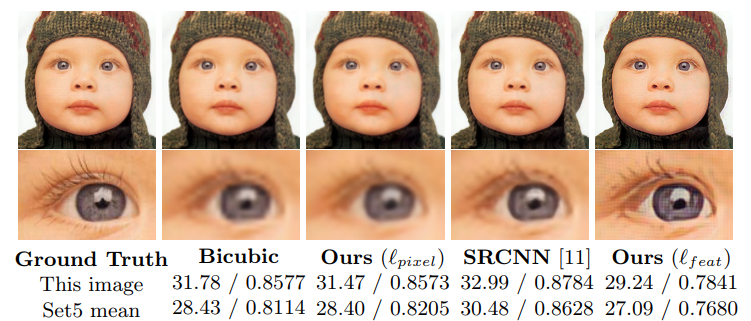 Ground Truth Bicubic Ours (ℓpixel) SRCNN [11] Ours (ℓfeat)
This image 31.78 / 0.8577 31.47 / 0.8573 32.99 / 0.8784 29.24 / 0.7841
Set5 mean 28.43 / 0.8114 28.40 / 0.8205 30.48 / 0.8628 27.09 / 0.7680